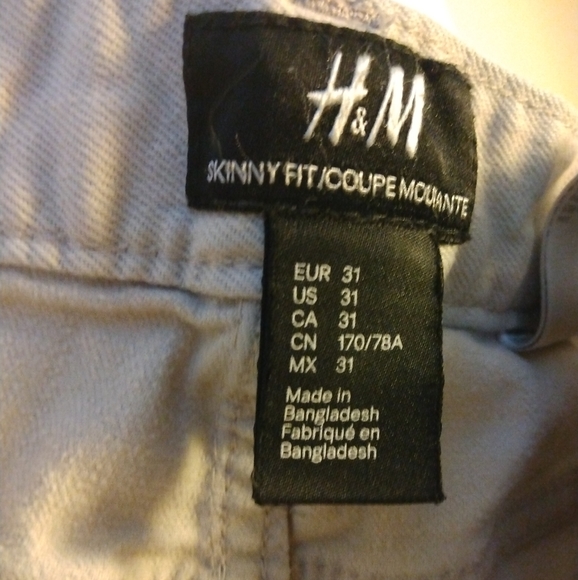 H&M
SKINNY FIT/COUPE MOULANTE
EUR 31
US 31
CA 31
CN 170/78A
MX 31
Made in
Bangladesh
Fabriqué en
Bangladesh